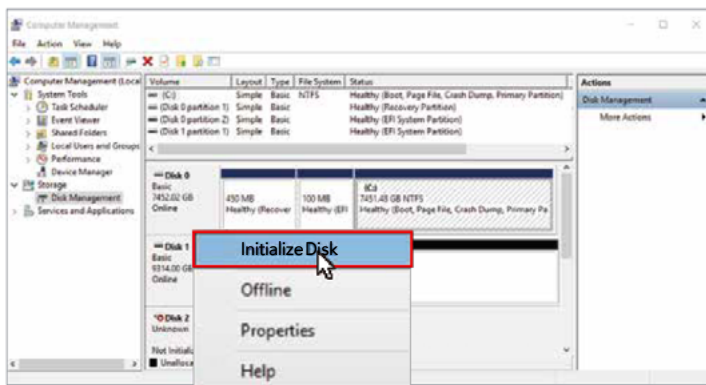 Computer Management
File Action View Help
Computer Management (Local
System Tools
Task Scheduler
Event Viewer
Shared Folders
Local Users and Groups
Performance
Device Manager
Storage
Disk Management
Services and Applications
Volume Layout Type File System Status
(C:) Simple Basic NTFS Healthy (Boot, Page File, Crash Dump, Primary Partition)
(Disk 0 partition 1) Simple Basic Healthy (Recovery Partition)
(Disk 0 partition 2) Simple Basic Healthy (EFI System Partition)
(Disk 1 partition 1) Simple Basic Healthy (EFI System Partition)
Disk 0
Basic
7452.02 GB
Online
450 MB
Healthy (Recover
100 MB
Healthy (EFI
(C:)
7451.48 GB NTFS
Healthy (Boot, Page File, Crash Dump, Primary Pa
Disk 1
Basic
9314.00 GB
Online
Disk 2
Unknown
Not Initializ
Unalloca
Initialize Disk
Offline
Properties
Help
Actions
Disk Management
More Actions